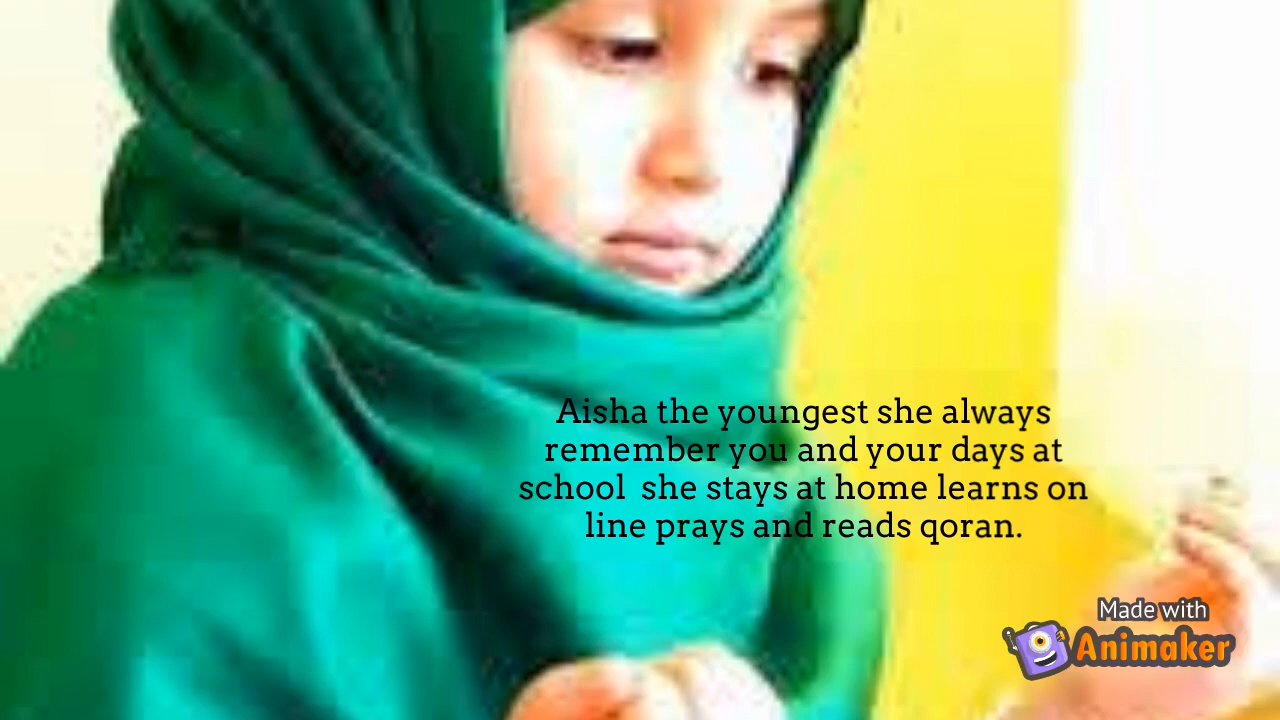 Aisha the youngest she always
remember you and your days at
school  she stays at home learns on
line prays and reads qoran.
Made with
Animaker